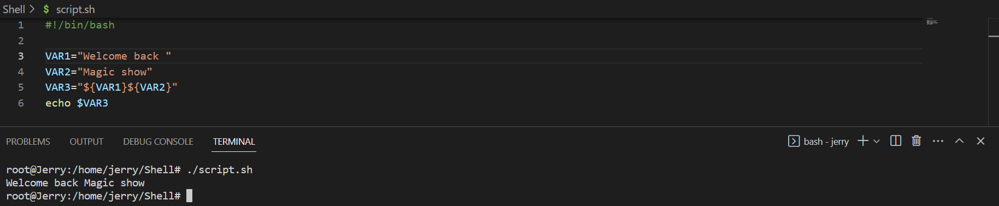 Shell > $ script.sh
1 #!/bin/bash
2
3 VAR1="Welcome back "
4 VAR2="Magic show"
5 VAR3="${VAR1}${VAR2}"
6 echo $VAR3
PROBLEMS OUTPUT DEBUG CONSOLE TERMINAL bash - jerry
root@Jerry:/home/jerry/Shell# ./script.sh
Welcome back Magic show
root@Jerry:/home/jerry/Shell#